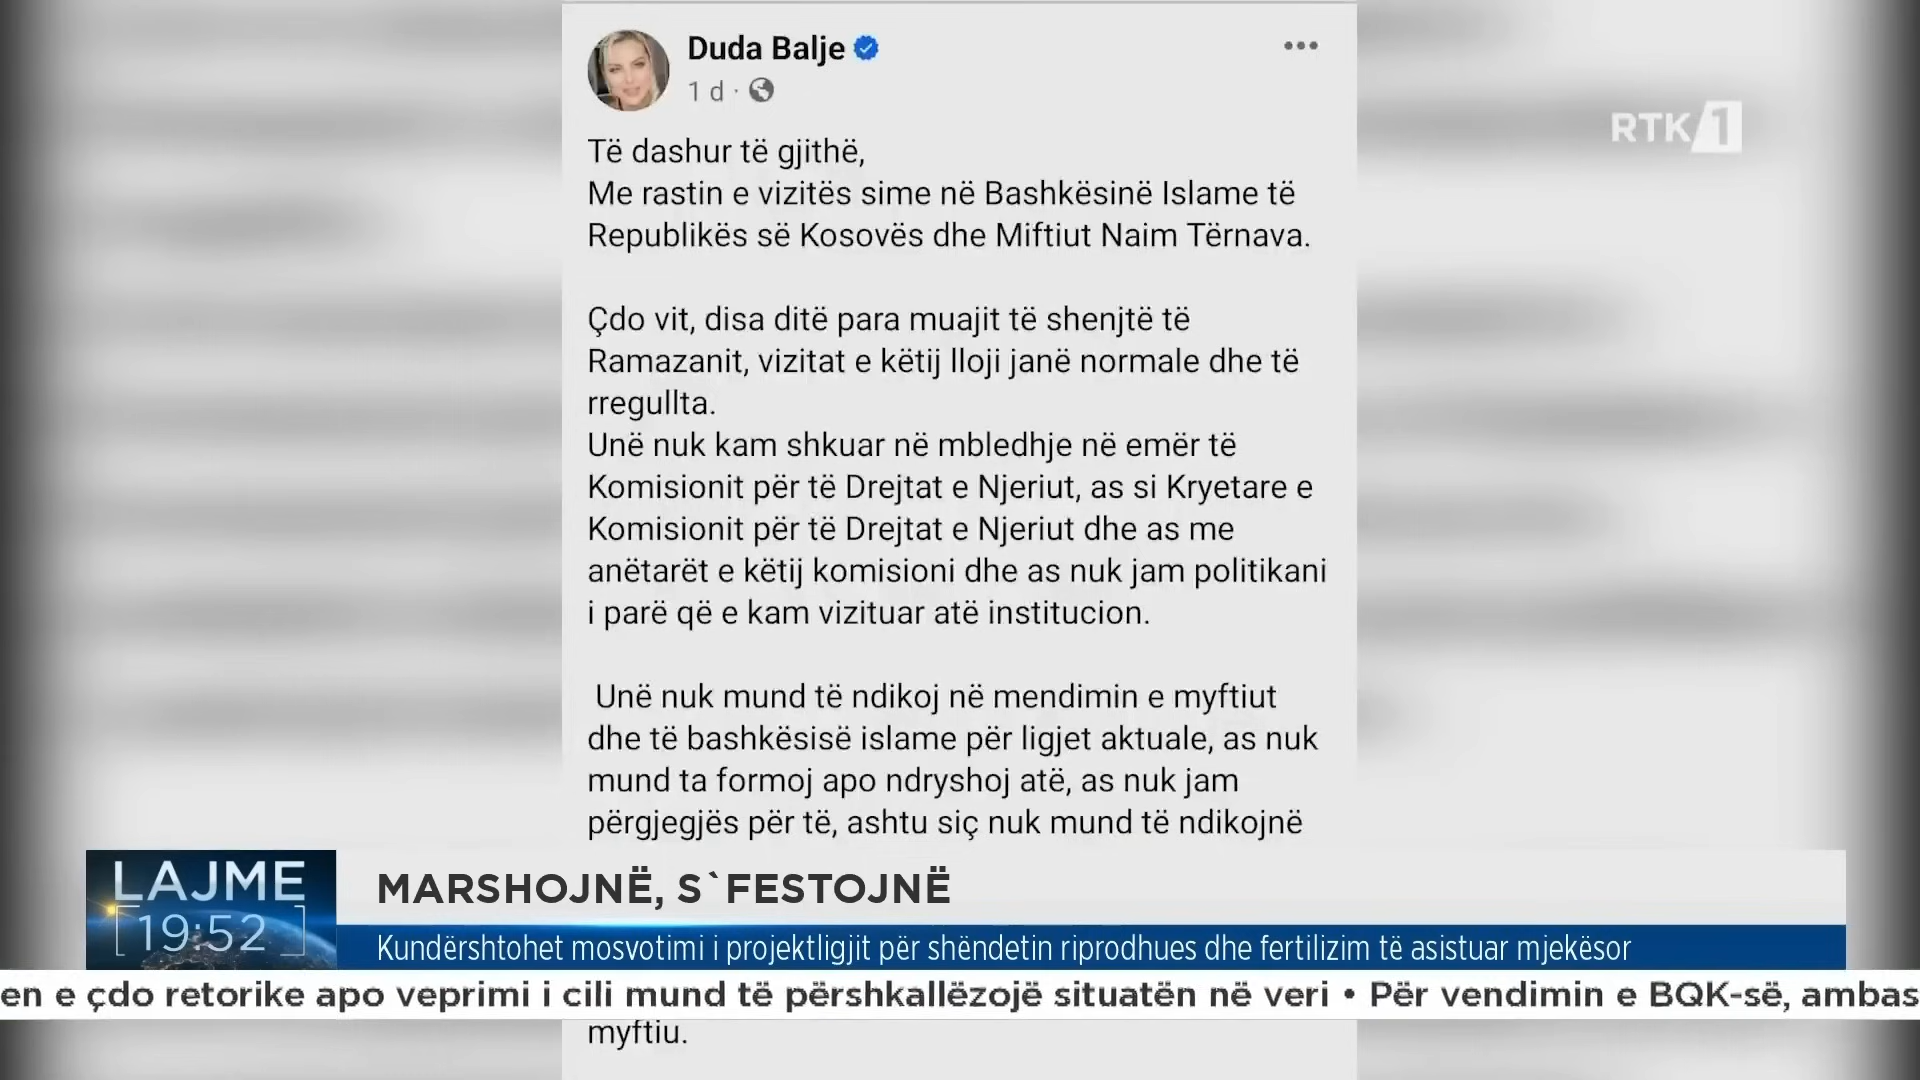 Duda Balje
1 d ·
RTK 1
Të dashur të gjithë,
Me rastin e vizitës sime në Bashkësinë Islame të
Republikës së Kosovës dhe Miftiut Naim Tërnava.
Çdo vit, disa ditë para muajit të shenjtë të
Ramazanit, vizitat e këtij lloji janë normale dhe të
rregullta.
Unë nuk kam shkuar në mbledhje në emër të
Komisionit për të Drejtat e Njeriut, as si Kryetare e
Komisionit për të Drejtat e Njeriut dhe as me
anëtarët e këtij komisioni dhe as nuk jam politikani
i parë që e kam vizituar atë institucion.
Unë nuk mund të ndikoj në mendimin e myftiut
dhe të bashkësisë islame për ligjet aktuale, as nuk
mund ta formoj apo ndryshoj atë, as nuk jam
përgjegjës për të, ashtu siç nuk mund të ndikojnë
LAJME
19:52
MARSHOJNË, S`FESTOJNË
Kundërshtohet mosvotimi i projektligjit për shëndetin riprodhues dhe fertilizim të asistuar mjekësor
en e çdo retorike apo veprimi i cili mund të përshkallëzojë situatën në veri • Për vendimin e BQK-së, ambas
myftiu.